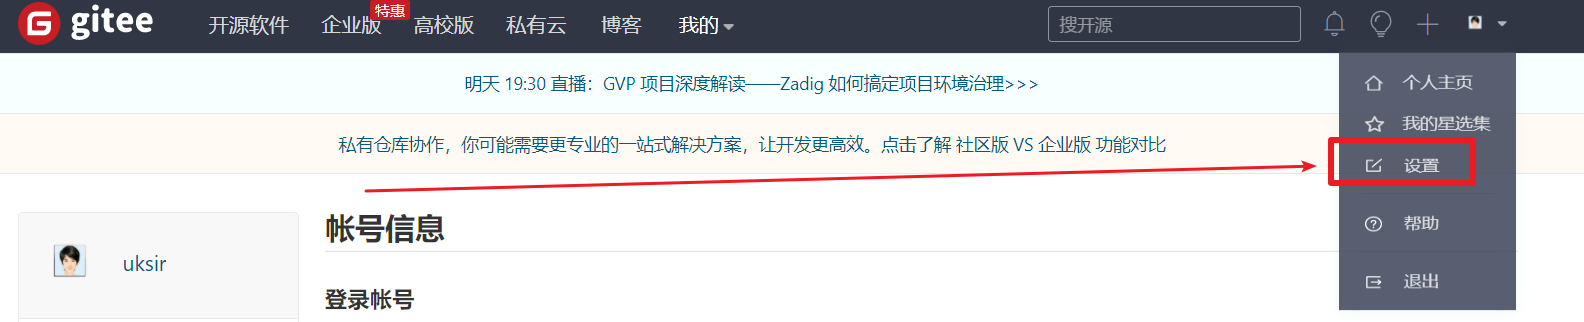 gitee 开源软件 企业版 特惠 高校版 私有云 博客 我的 搜开源
明天 19:30 直播：GVP 项目深度解读——Zadig 如何搞定项目环境治理>>>
私有仓库协作，你可能需要更专业的一站式解决方案，让开发更高效。点击了解 社区版 VS 企业版 功能对比
个人主页
我的星选集
设置
帮助
退出
uksir
帐号信息
登录帐号